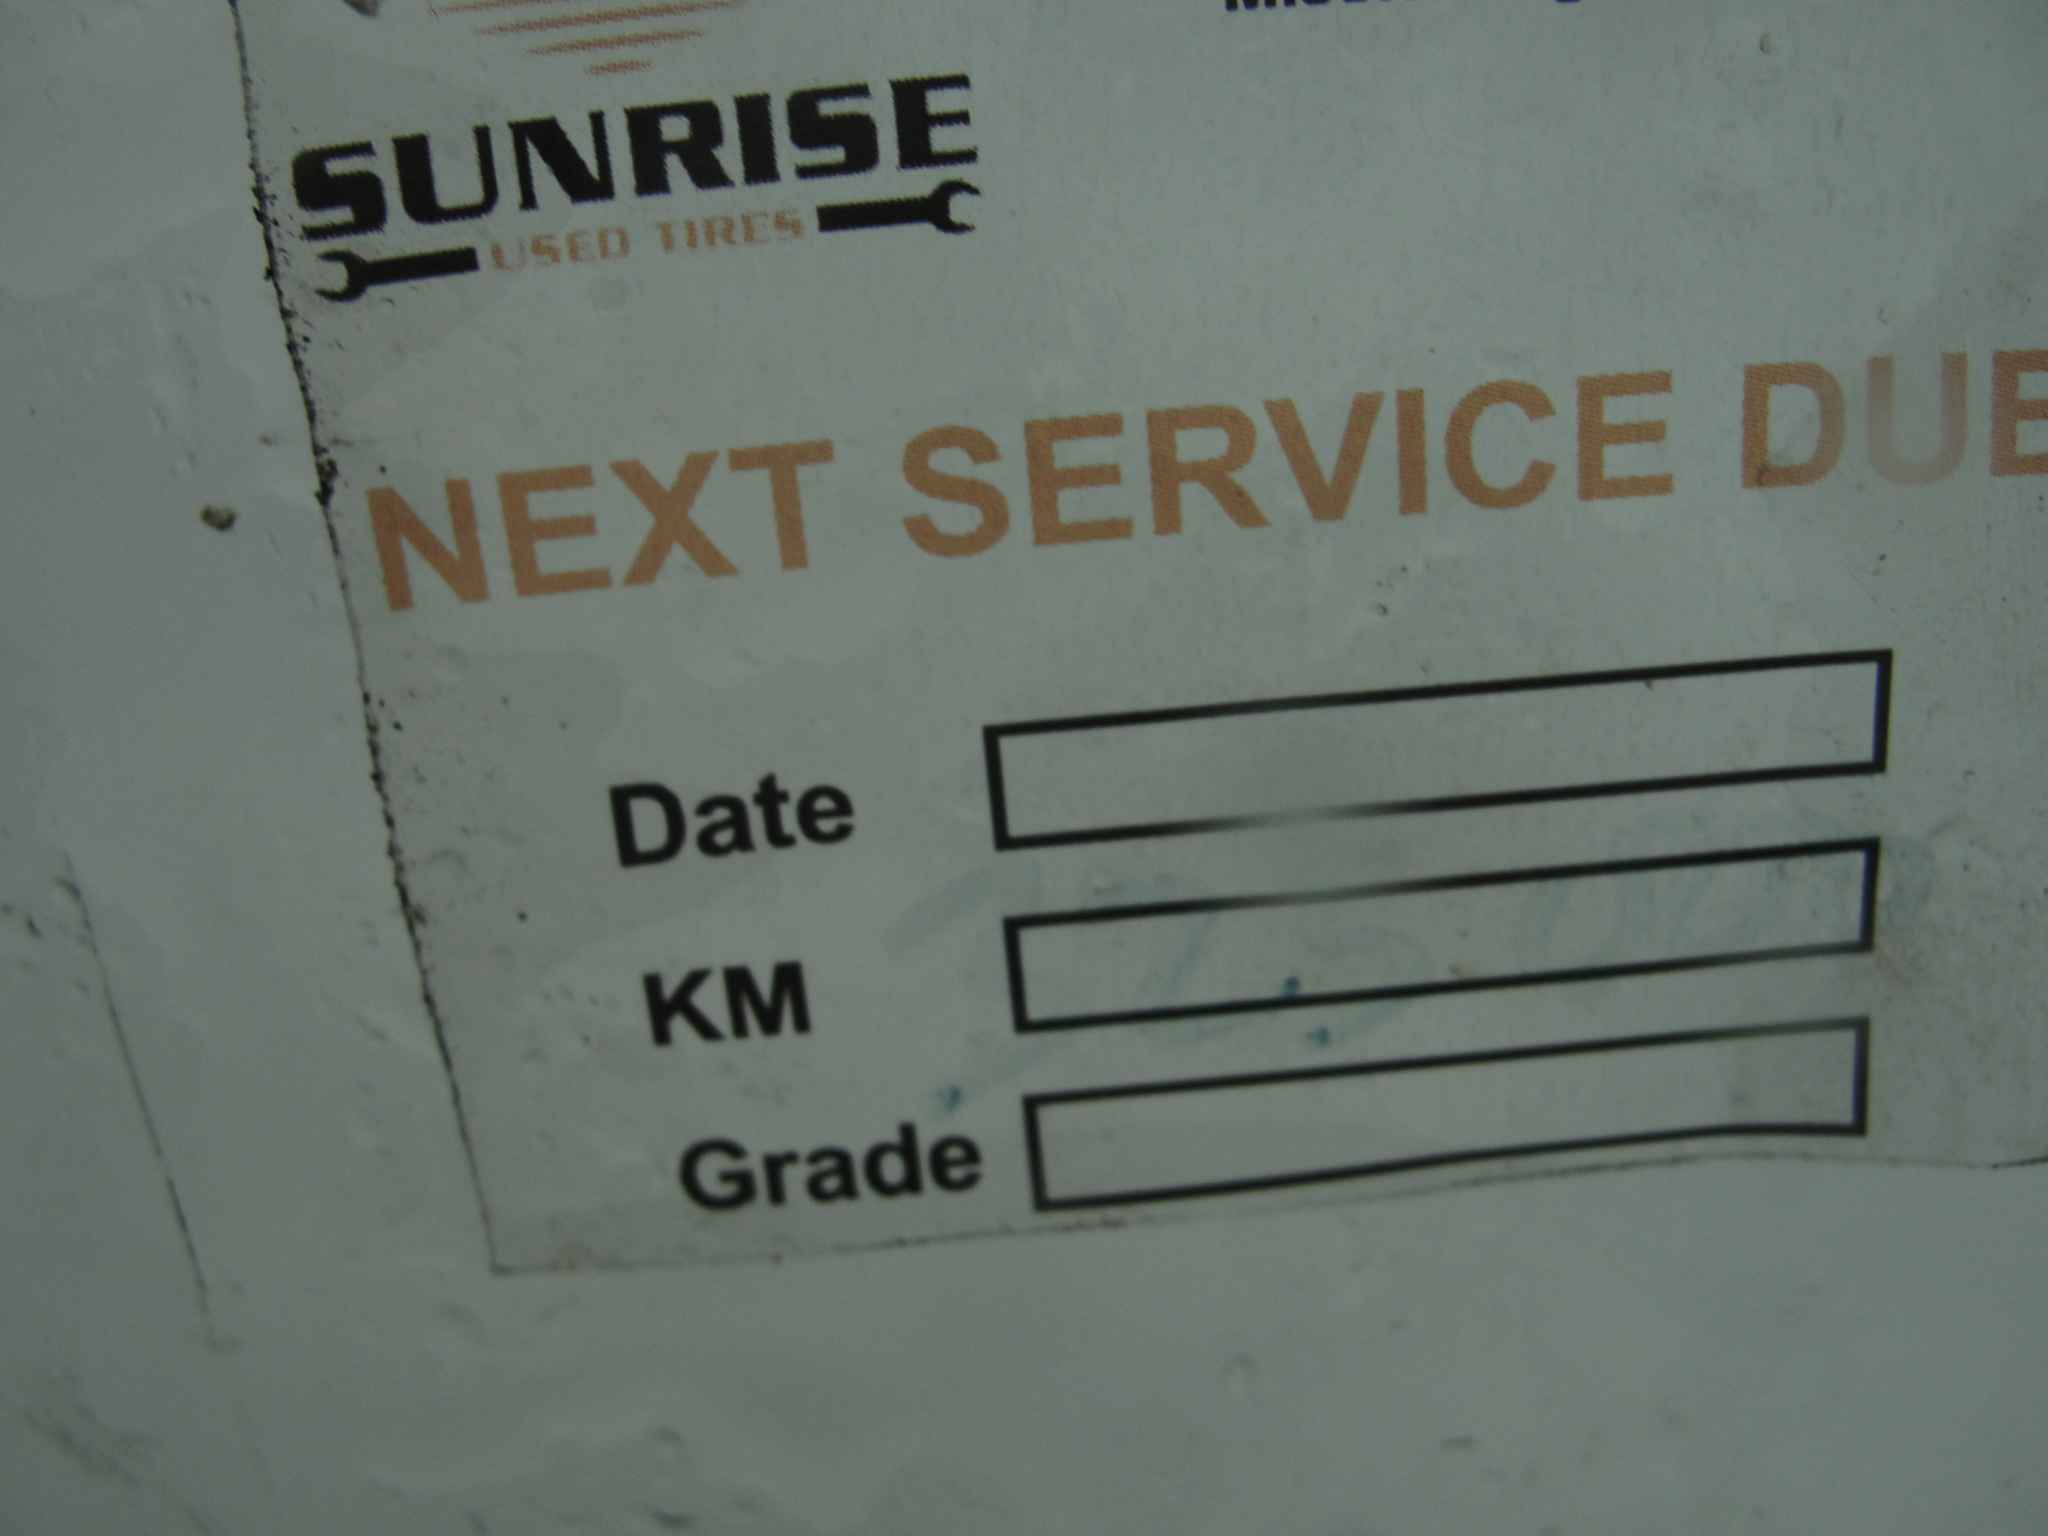 SUNRISE
USED TIRES
NEXT SERVICE DUE
Date
KM
Grade